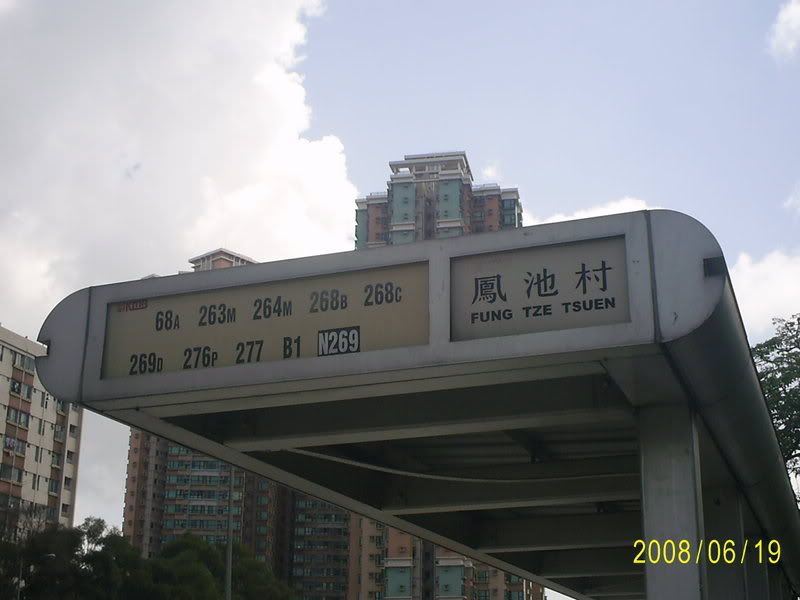 68A 263M 264M 268B 268C
269D 276P 277 B1 N269
鳳池村
FUNG TZE TSUEN
2008/06/19